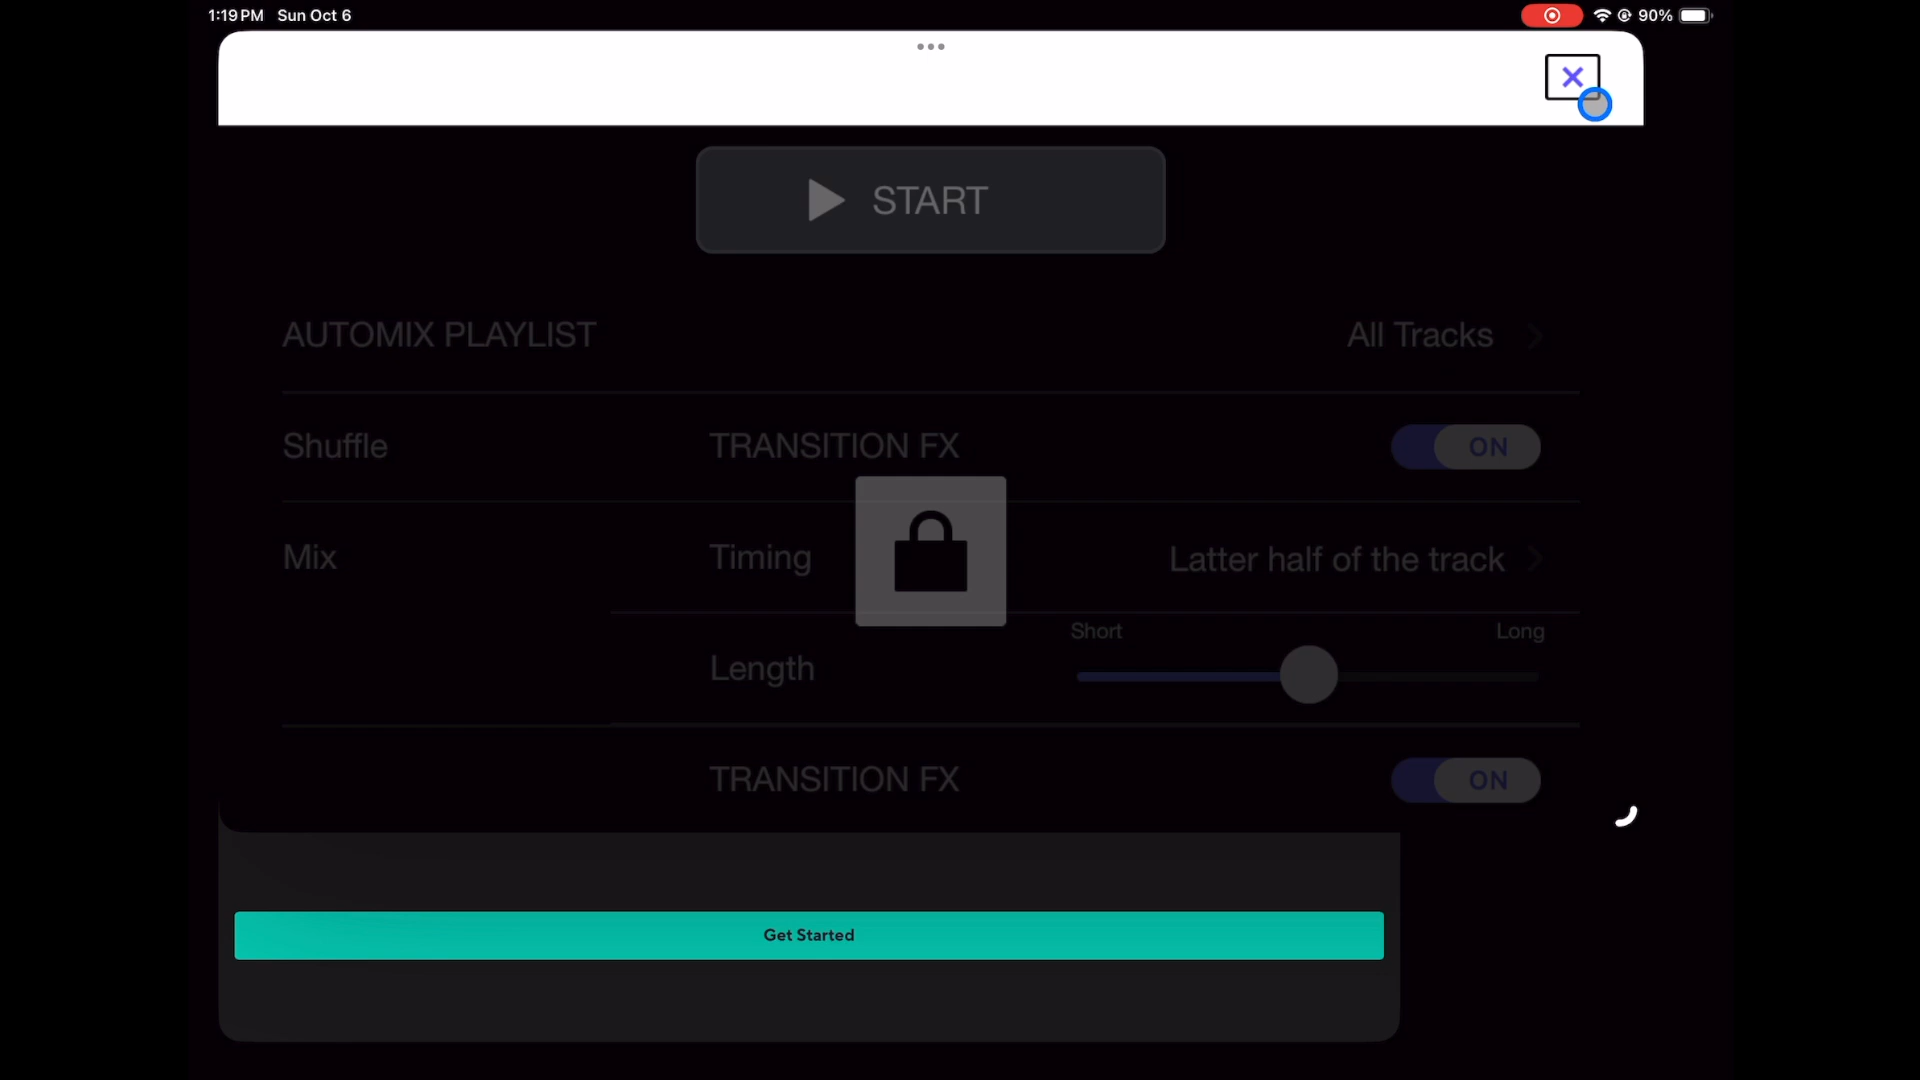 1:19 PM Sun Oct 6
90%
START
AUTOMIX PLAYLIST
All Tracks
Shuffle
TRANSITION FX
ON
Mix
Timing
Latter half of the track
Short
Long
Length
TRANSITION FX
ON
Get Started